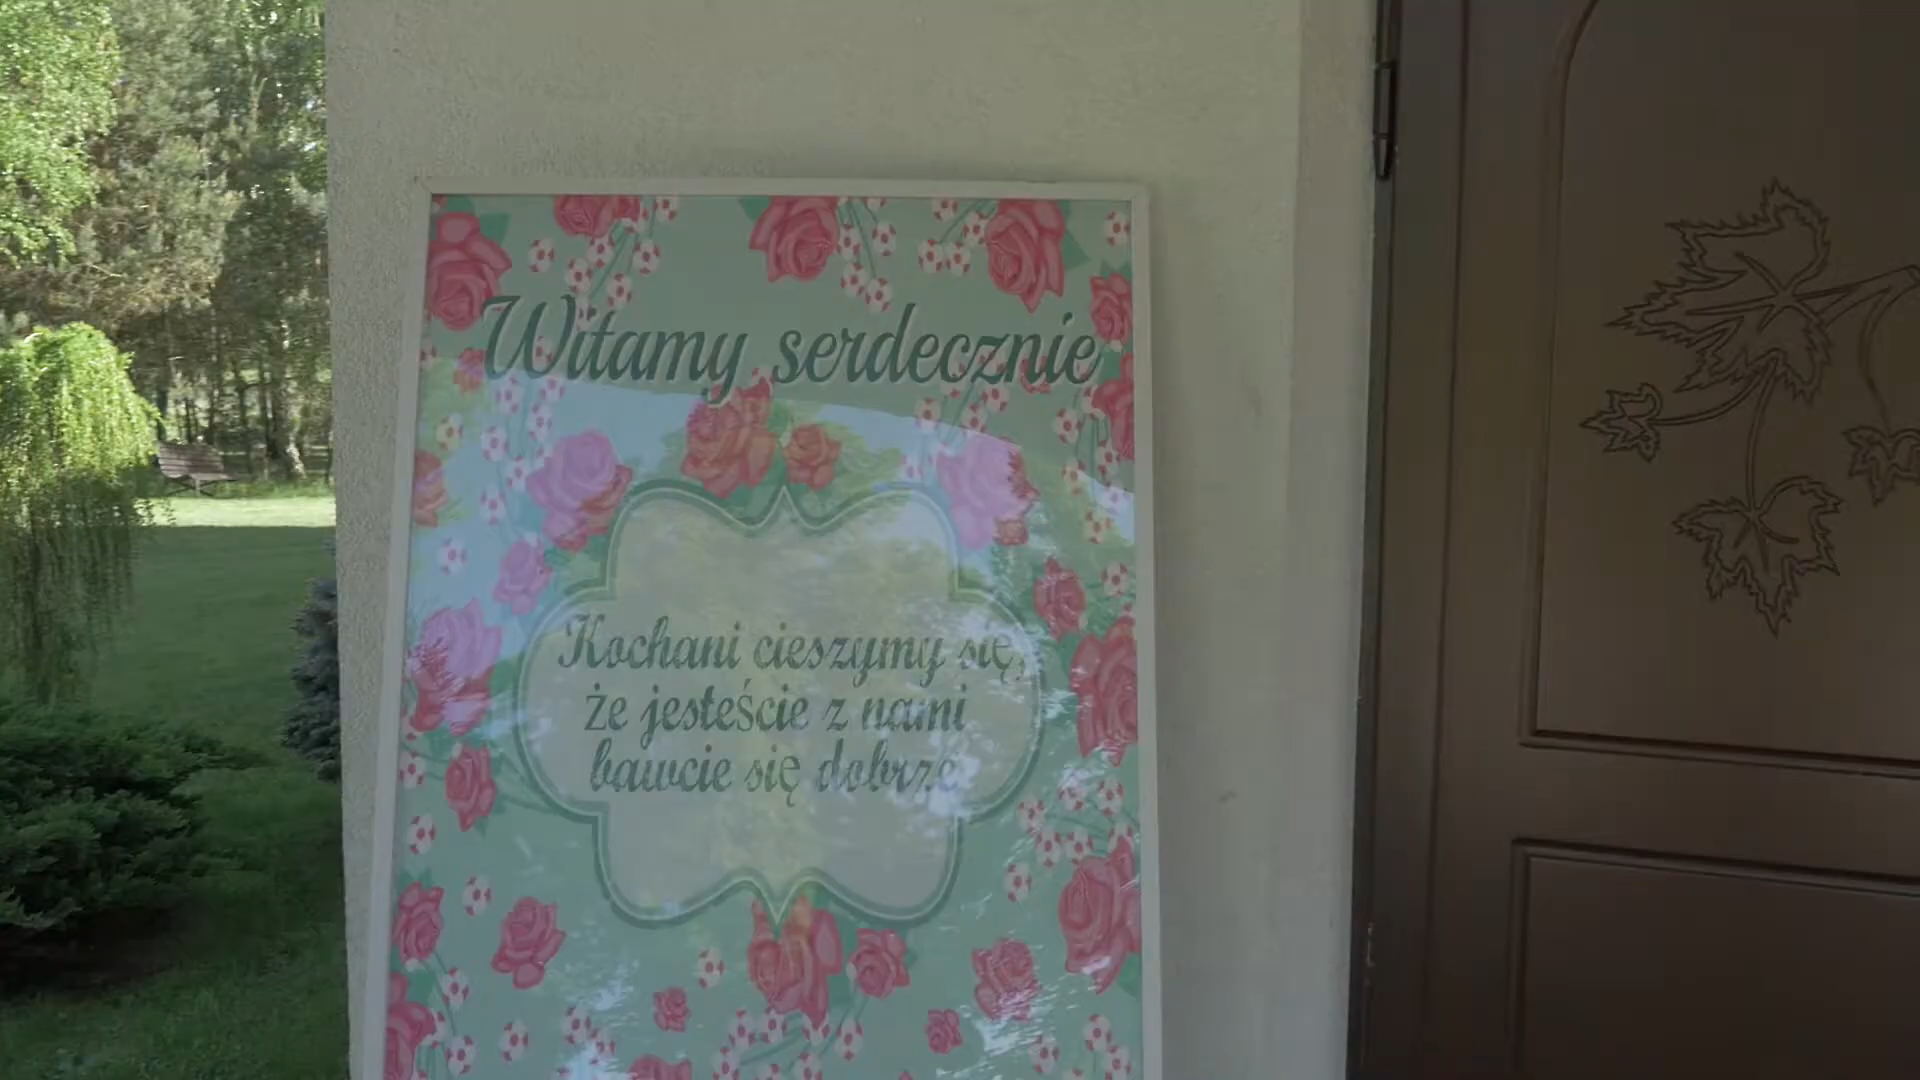 Witamy serdecznie
Kochani cieszymy się,
że jesteście z nami
bawcie się dobrze